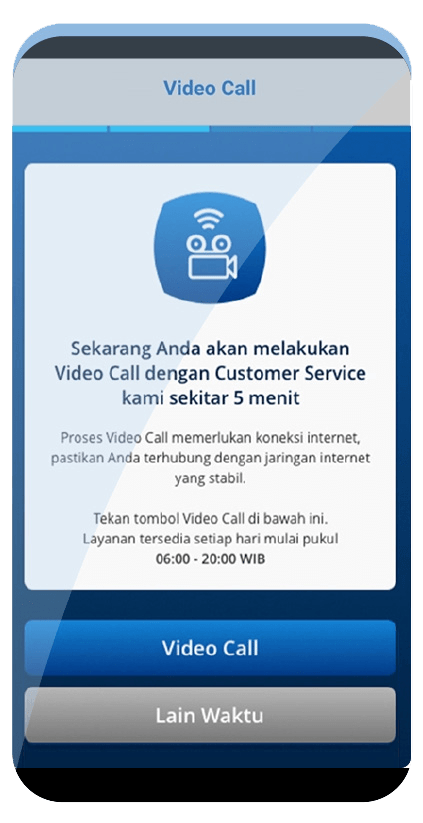 Video Call
Sekarang Anda akan melakukan
Video Call dengan Customer Service
kami sekitar 5 menit
Proses Video Call memerlukan koneksi internet,
pastikan Anda terhubung dengan jaringan internet
yang stabil.
Tekan tombol Video Call di bawah ini.
Layanan tersedia setiap hari mulai pukul
06:00 - 20:00 WIB
Video Call
Lain Waktu